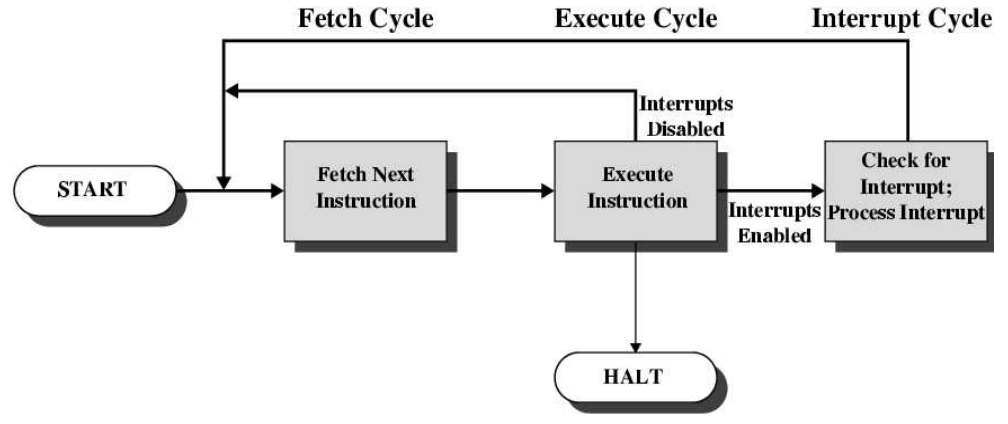 Fetch Cycle
Execute Cycle
Interrupt Cycle
Interrupts
Disabled
START
Fetch Next
Instruction
Execute
Instruction
Interrupts
Enabled
Check for
Interrupt;
Process Interrupt
HALT